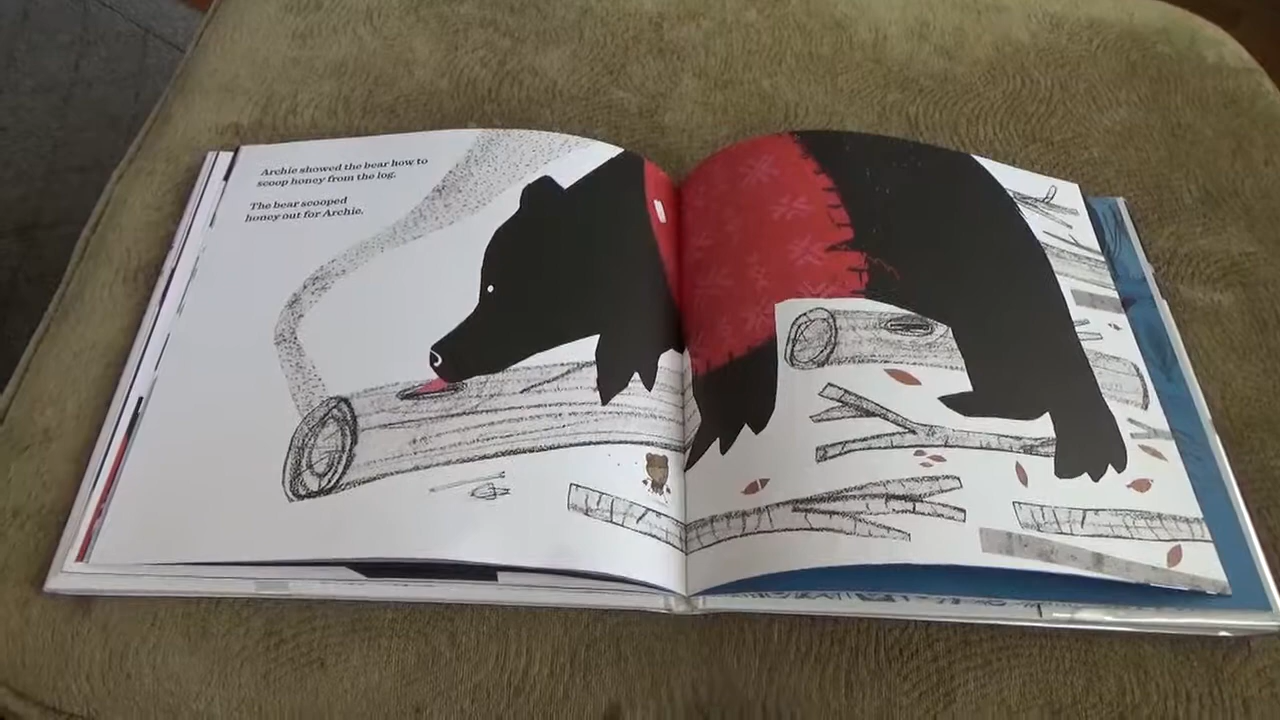 Archie showed the bear how to
scoop honey from the log.
The bear scooped
honey out for Archie.